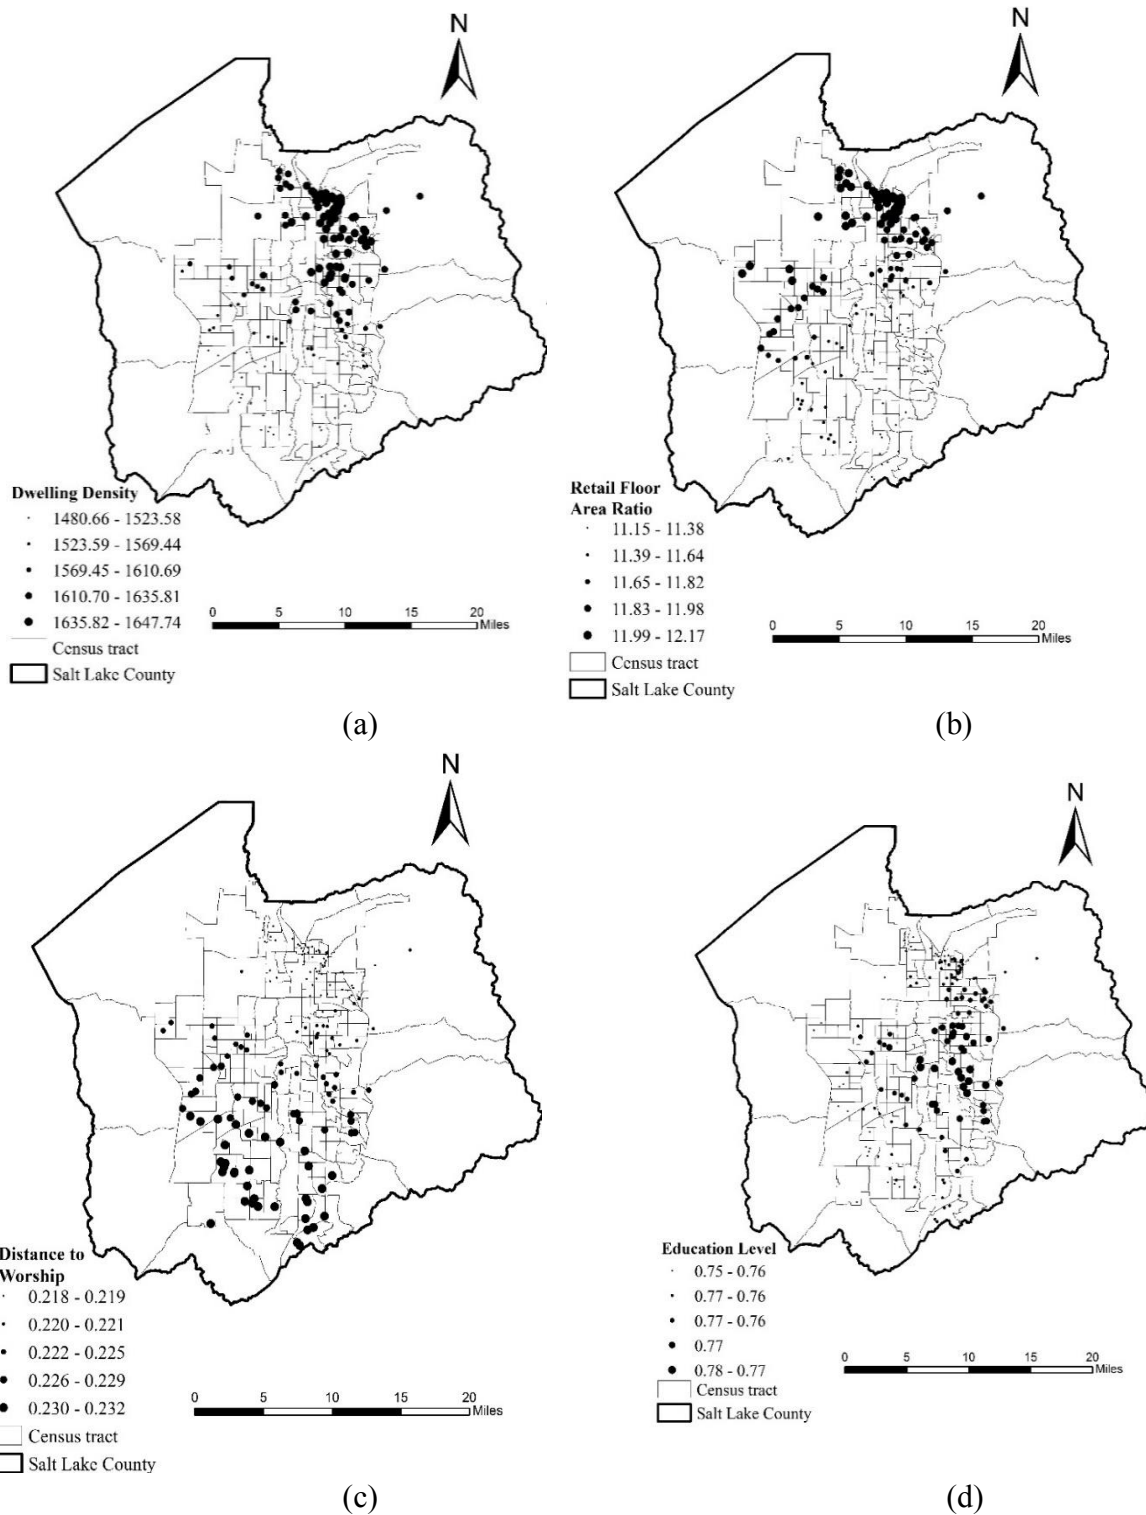 N
Dwelling Density
1480.66 - 1523.58
1523.59 - 1569.44
1569.45 - 1610.69
1610.70 - 1635.81
1635.82 - 1647.74
Census tract
Salt Lake County
0 5 10 15 20
Miles
(a)
N
Retail Floor
Area Ratio
11.15 - 11.38
11.39 - 11.64
11.65 - 11.82
11.83 - 11.98
11.99 - 12.17
Census tract
Salt Lake County
0 5 10 15 20
Miles
(b)
N
Distance to
Worship
0.218 - 0.219
0.220 - 0.221
0.222 - 0.225
0.226 - 0.229
0.230 - 0.232
Census tract
Salt Lake County
0 5 10 15 20
Miles
(c)
N
Education Level
0.75 - 0.76
0.77 - 0.76
0.77 - 0.76
0.77
0.78 - 0.77
Census tract
Salt Lake County
0 5 10 15 20
Miles
(d)